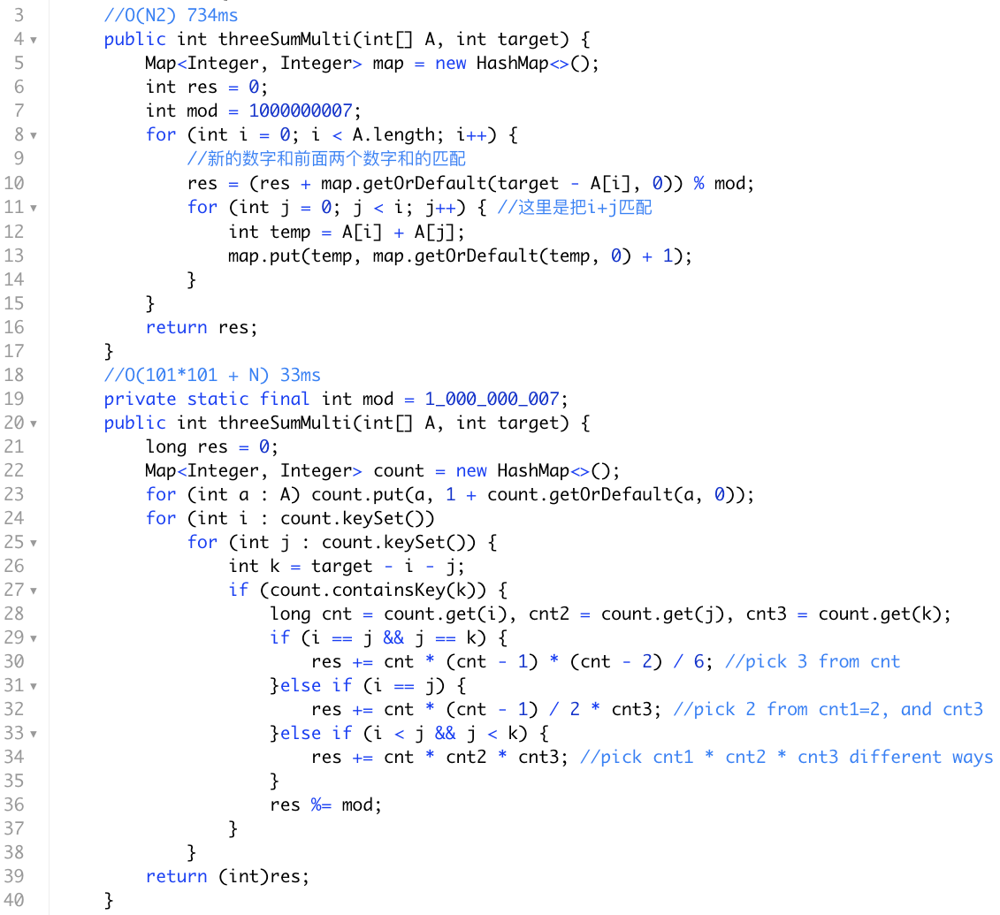 3 //O(N2) 734ms
4 ▼ public int threeSumMulti(int[] A, int target) {
5 Map<Integer, Integer> map = new HashMap<>();
6 int res = 0;
7 int mod = 1000000007;
8 ▼ for (int i = 0; i < A.length; i++) {
9 //新的数字和前面两个数字和的匹配
10 res = (res + map.getOrDefault(target - A[i], 0)) % mod;
11 ▼ for (int j = 0; j < i; j++) { //这里是把i+j匹配
12 int temp = A[i] + A[j];
13 map.put(temp, map.getOrDefault(temp, 0) + 1);
14 }
15 }
16 return res;
17 }
18 //O(101*101 + N) 33ms
19 private static final int mod = 1_000_000_007;
20 ▼ public int threeSumMulti(int[] A, int target) {
21 long res = 0;
22 Map<Integer, Integer> count = new HashMap<>();
23 for (int a : A) count.put(a, 1 + count.getOrDefault(a, 0));
24 for (int i : count.keySet())
25 ▼ for (int j : count.keySet()) {
26 int k = target - i - j;
27 ▼ if (count.containsKey(k)) {
28 long cnt = count.get(i), cnt2 = count.get(j), cnt3 = count.get(k);
29 ▼ if (i == j && j == k) {
30 res += cnt * (cnt - 1) * (cnt - 2) / 6; //pick 3 from cnt
31 ▼ }else if (i == j) {
32 res += cnt * (cnt - 1) / 2 * cnt3; //pick 2 from cnt1=2, and cnt3
33 ▼ }else if (i < j && j < k) {
34 res += cnt * cnt2 * cnt3; //pick cnt1 * cnt2 * cnt3 different ways
35 }
36 res %= mod;
37 }
38 }
39 return (int)res;
40 }